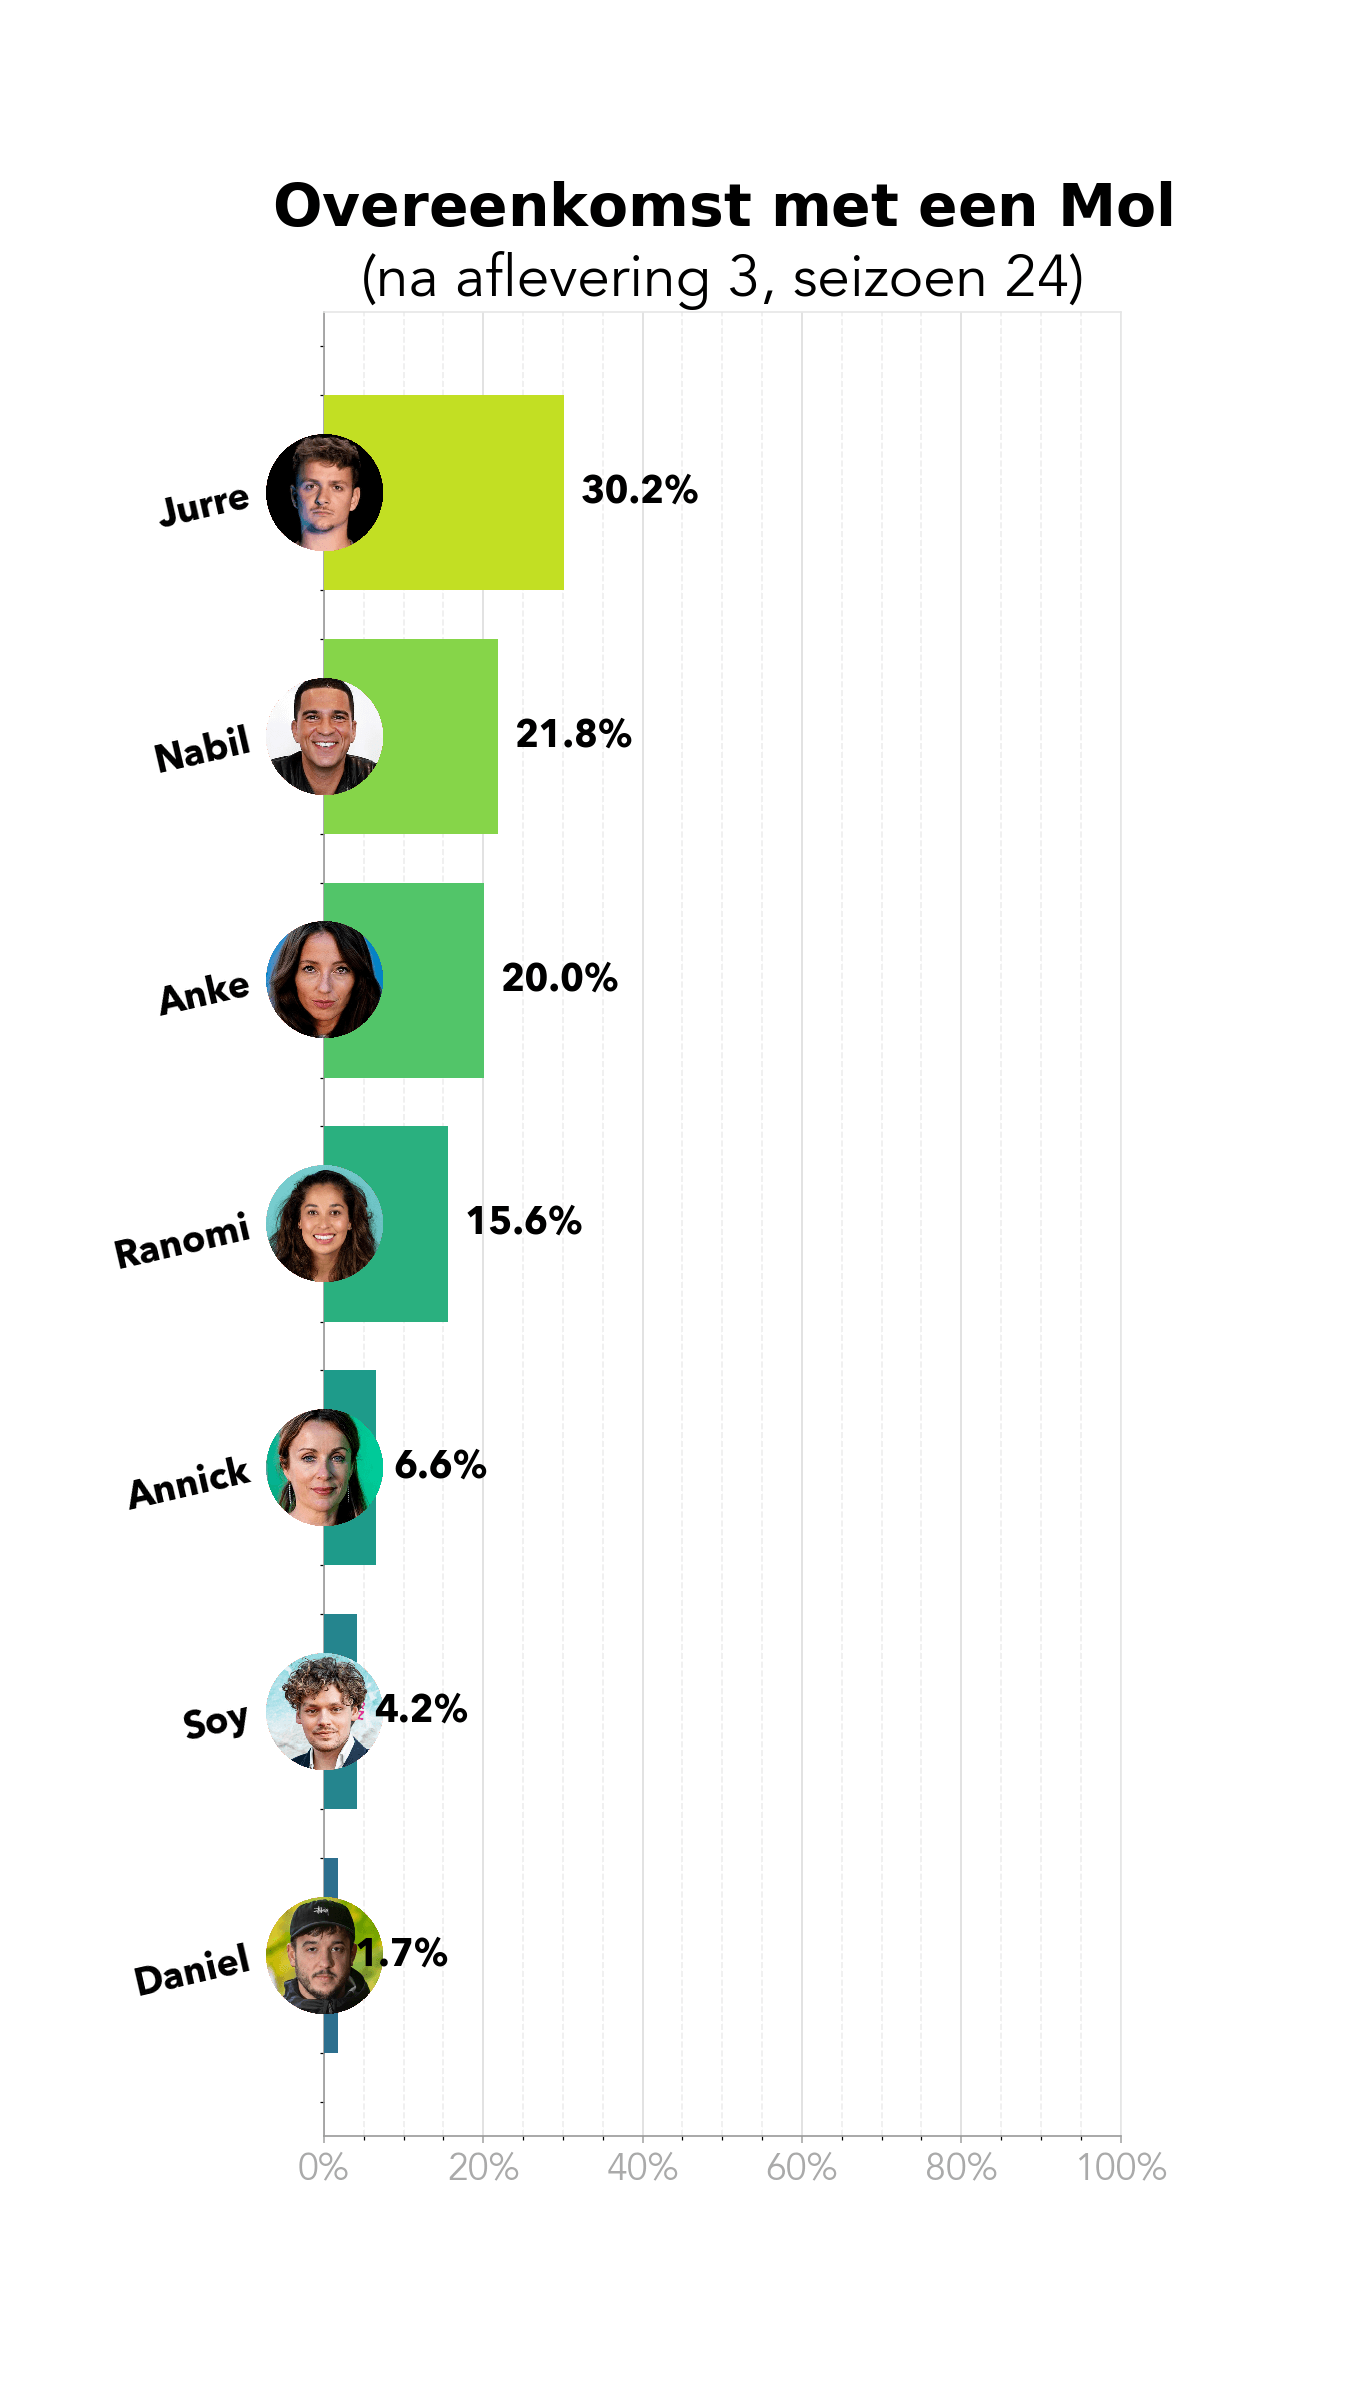 Overeenkomst met een Mol
(na aflevering 3, seizoen 24)
Jurre
30.2%
Nabil
21.8%
Anke
20.0%
Ranomi
15.6%
Annick
6.6%
Soy
4.2%
Daniel
1.7%
0% 20% 40% 60% 80% 100%